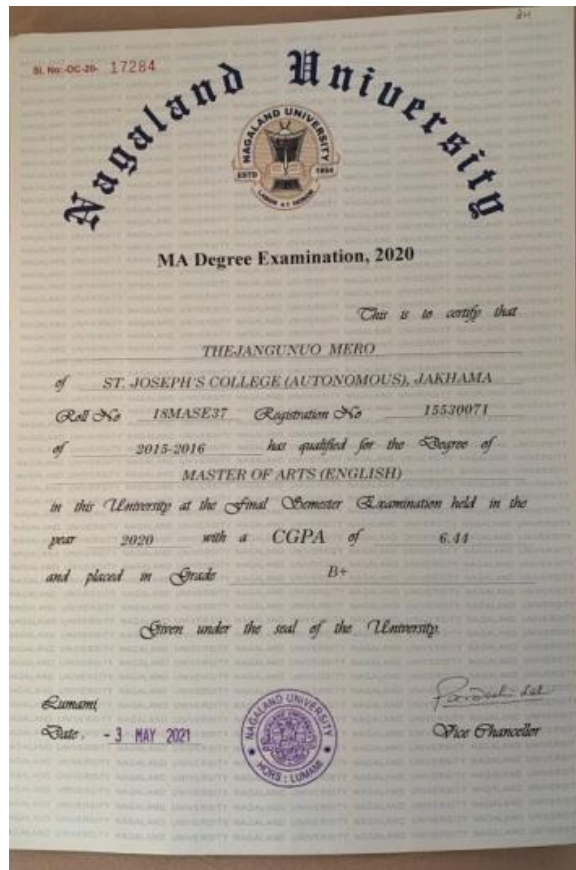 Sl. No:-OC-20- 17284
Nagaland University
NAGALAND UNIVERSITY
ESTD 1994
LABOR ET HONOR
MA Degree Examination, 2020
This is to certify that
THEJANGUNUO MERO
of ST. JOSEPH'S COLLEGE (AUTONOMOUS), JAKHAMA
Roll No 18MASE37 Registration No 15530071
of 2015-2016 has qualified for the Degree of
MASTER OF ARTS (ENGLISH)
in this University at the Final Semester Examination held in the
year 2020 with a CGPA of 6.44
and placed in Grade B+
Given under the seal of the University.
Lumami,
Date. - 3 MAY 2021
NAGALAND UNIVERSITY
HQRS : LUMAMI
Vice Chancellor